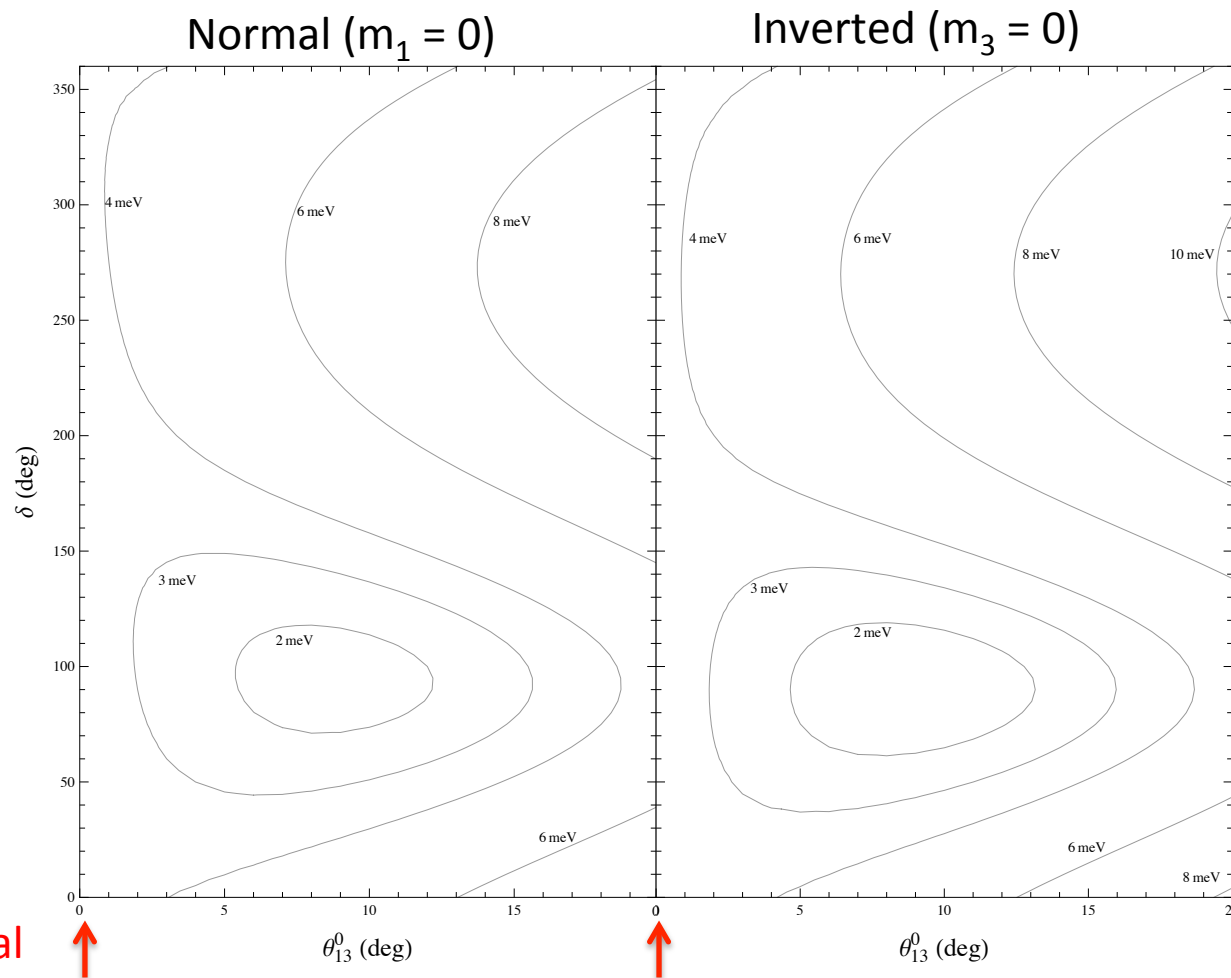 Normal (m₁ = 0)
Inverted (m₃ = 0)
350
300
250
200
150
100
50
0
δ (deg)
4 meV
6 meV
8 meV
3 meV
2 meV
6 meV
0
5
10
15
θ⁰₁₃ (deg)
4 meV
6 meV
8 meV
10 meV
3 meV
2 meV
6 meV
8 meV
0
5
10
15
2
θ⁰₁₃ (deg)
al